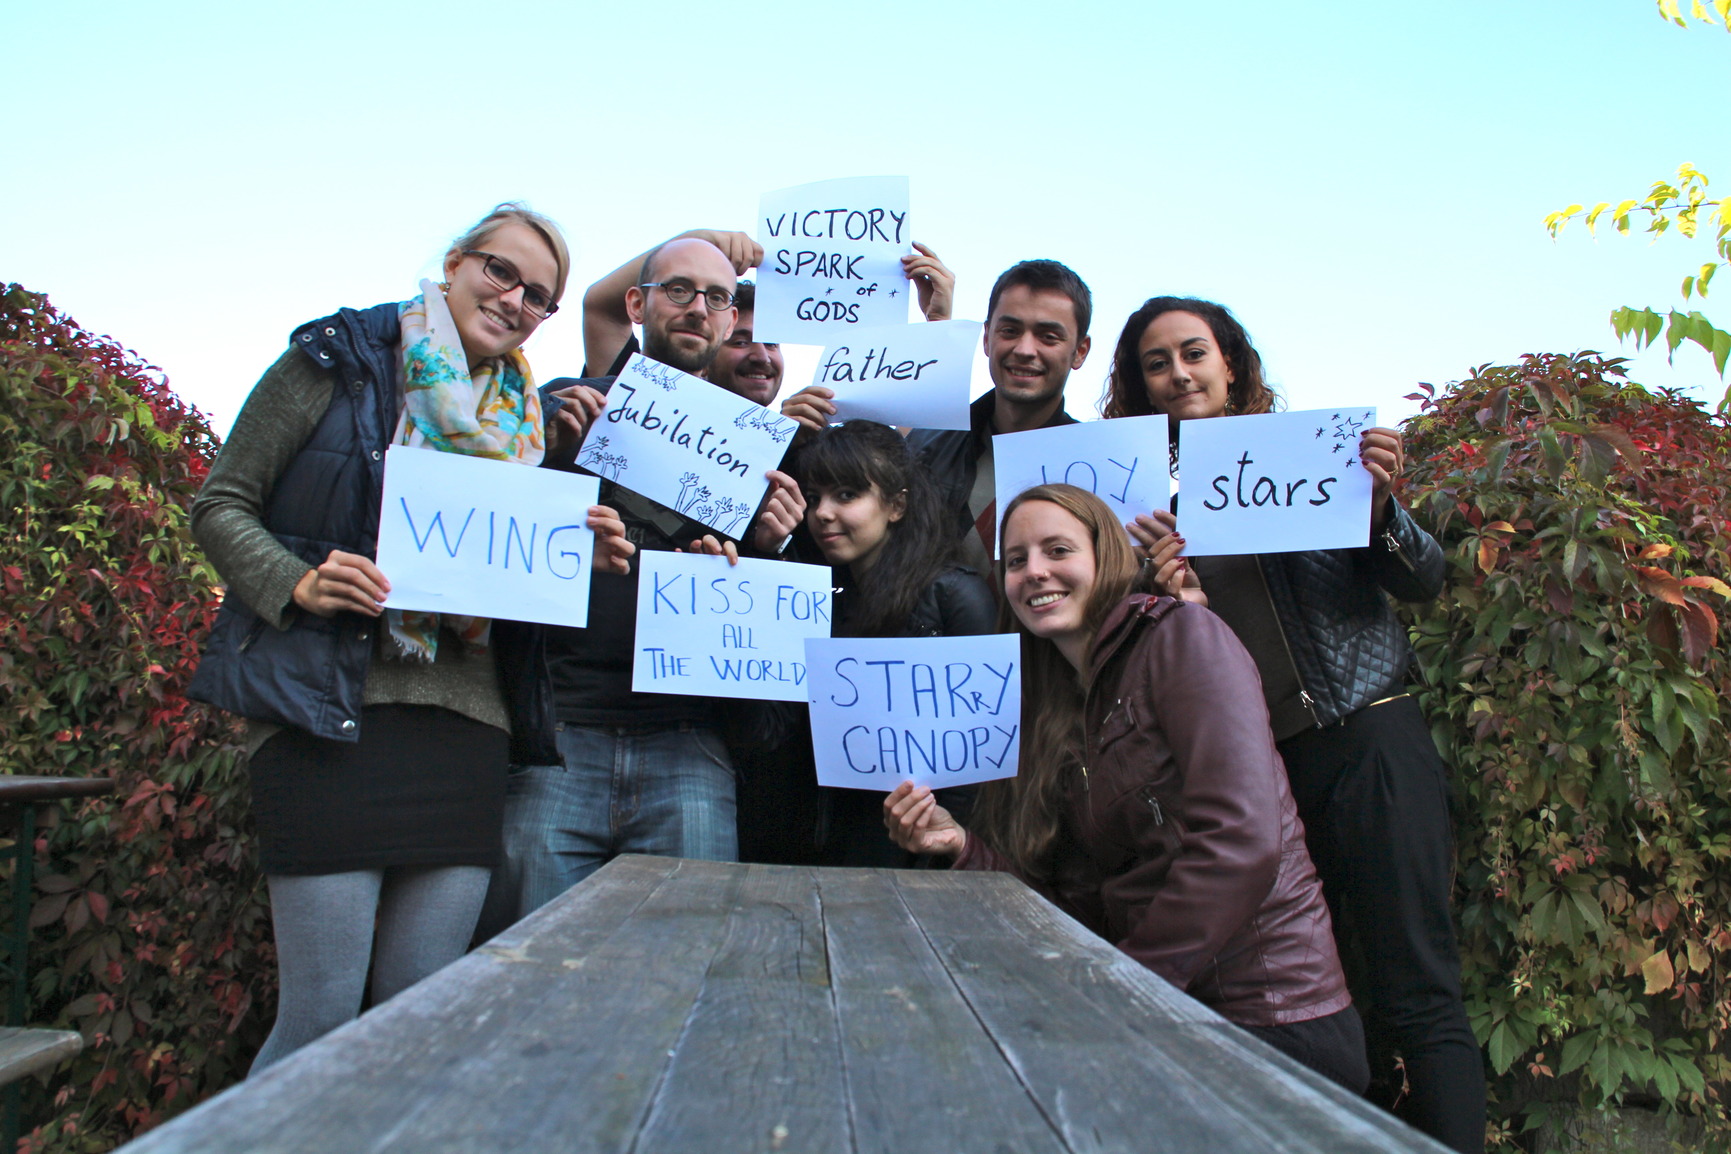 VICTORY
SPARK
of
GODS
father
Jubilation
WING
JOY
stars
KISS FOR
ALL
THE WORLD
STARRY
CANOPY